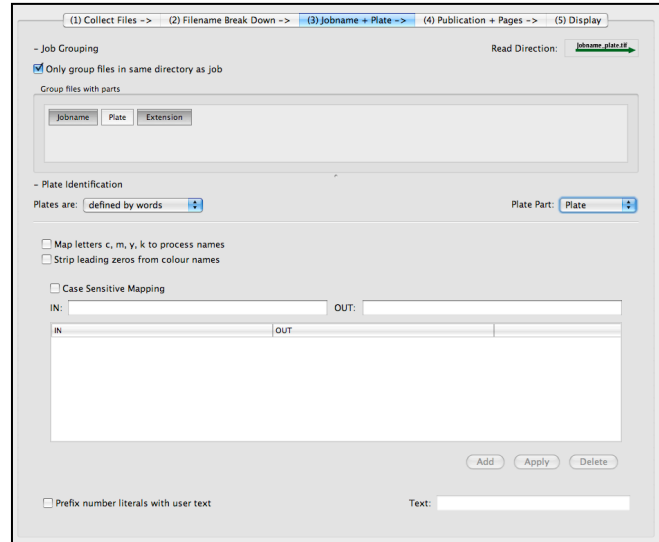 (1) Collect Files -> (2) Filename Break Down -> (3) Jobname + Plate -> (4) Publication + Pages -> (5) Display
– Job Grouping Read Direction: Jobname_plate.tif
Only group files in same directory as job
Group files with parts
Jobname Plate Extension
– Plate Identification
Plates are: defined by words Plate Part: Plate
Map letters c, m, y, k to process names
Strip leading zeros from colour names
Case Sensitive Mapping
IN: OUT:
IN OUT
Add Apply Delete
Prefix number literals with user text Text: